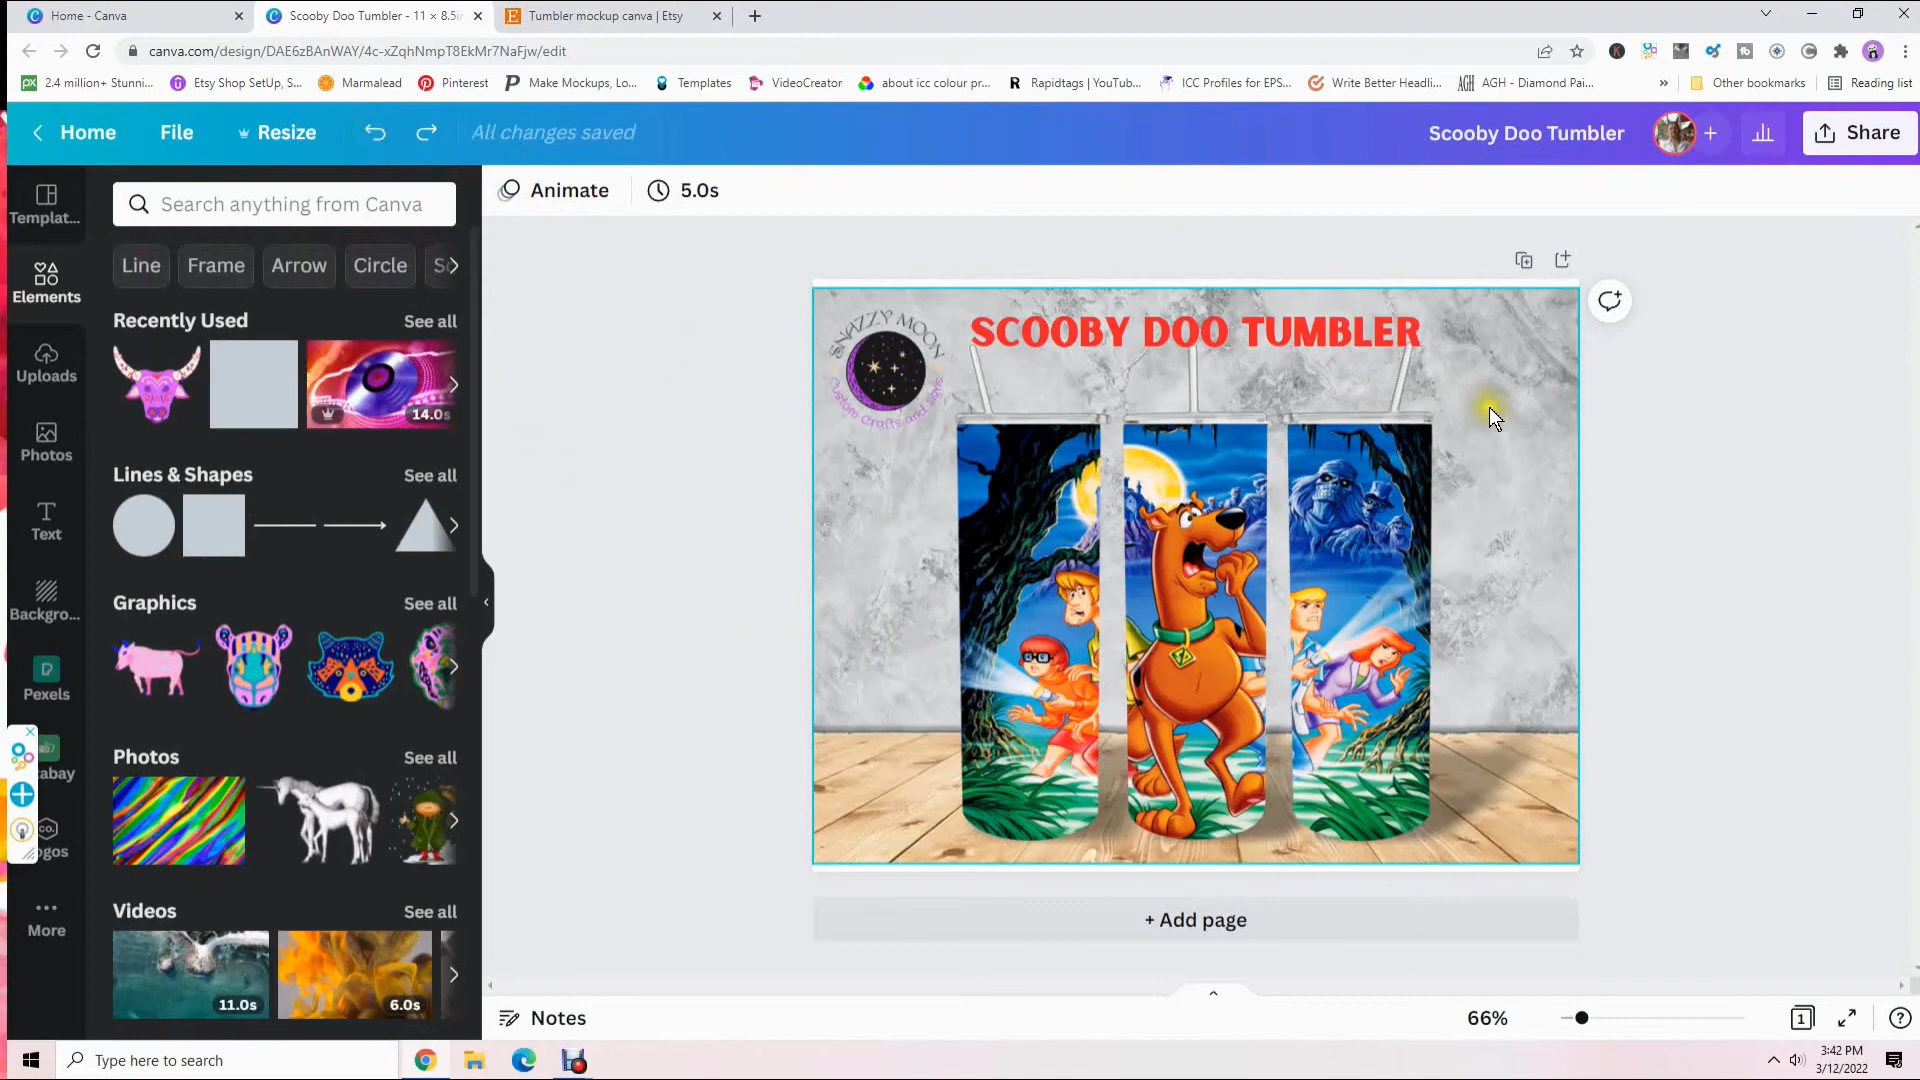 Home - Canva
Scooby Doo Tumbler - 11 × 8.5in
Tumbler mockup canva | Etsy
canva.com/design/DAE6zBAnWAY/4c-xZqhNmpT8EkMr7NaFjw/edit
2.4 million+ Stunni...
Etsy Shop SetUp, S...
Marmalead
Pinterest
Make Mockups, Lo...
Templates
VideoCreator
about icc colour pr...
Rapidtags | YouTub...
ICC Profiles for EPS...
Write Better Headli...
AGH - Diamond Pai...
Other bookmarks
Reading list
Home
File
Resize
All changes saved
Scooby Doo Tumbler
Share
Templat...
Elements
Uploads
Photos
Text
Backgro...
Pexels
abay
ogos
More
Search anything from Canva
Line
Frame
Arrow
Circle
Recently Used
See all
14.0s
Lines & Shapes
See all
Graphics
See all
Photos
See all
Videos
See all
11.0s
6.0s
Animate
5.0s
SNAZZY MOON
Custom Crafts and Signs
SCOOBY DOO TUMBLER
+ Add page
Notes
66%
1
Type here to search
3:42 PM
3/12/2022